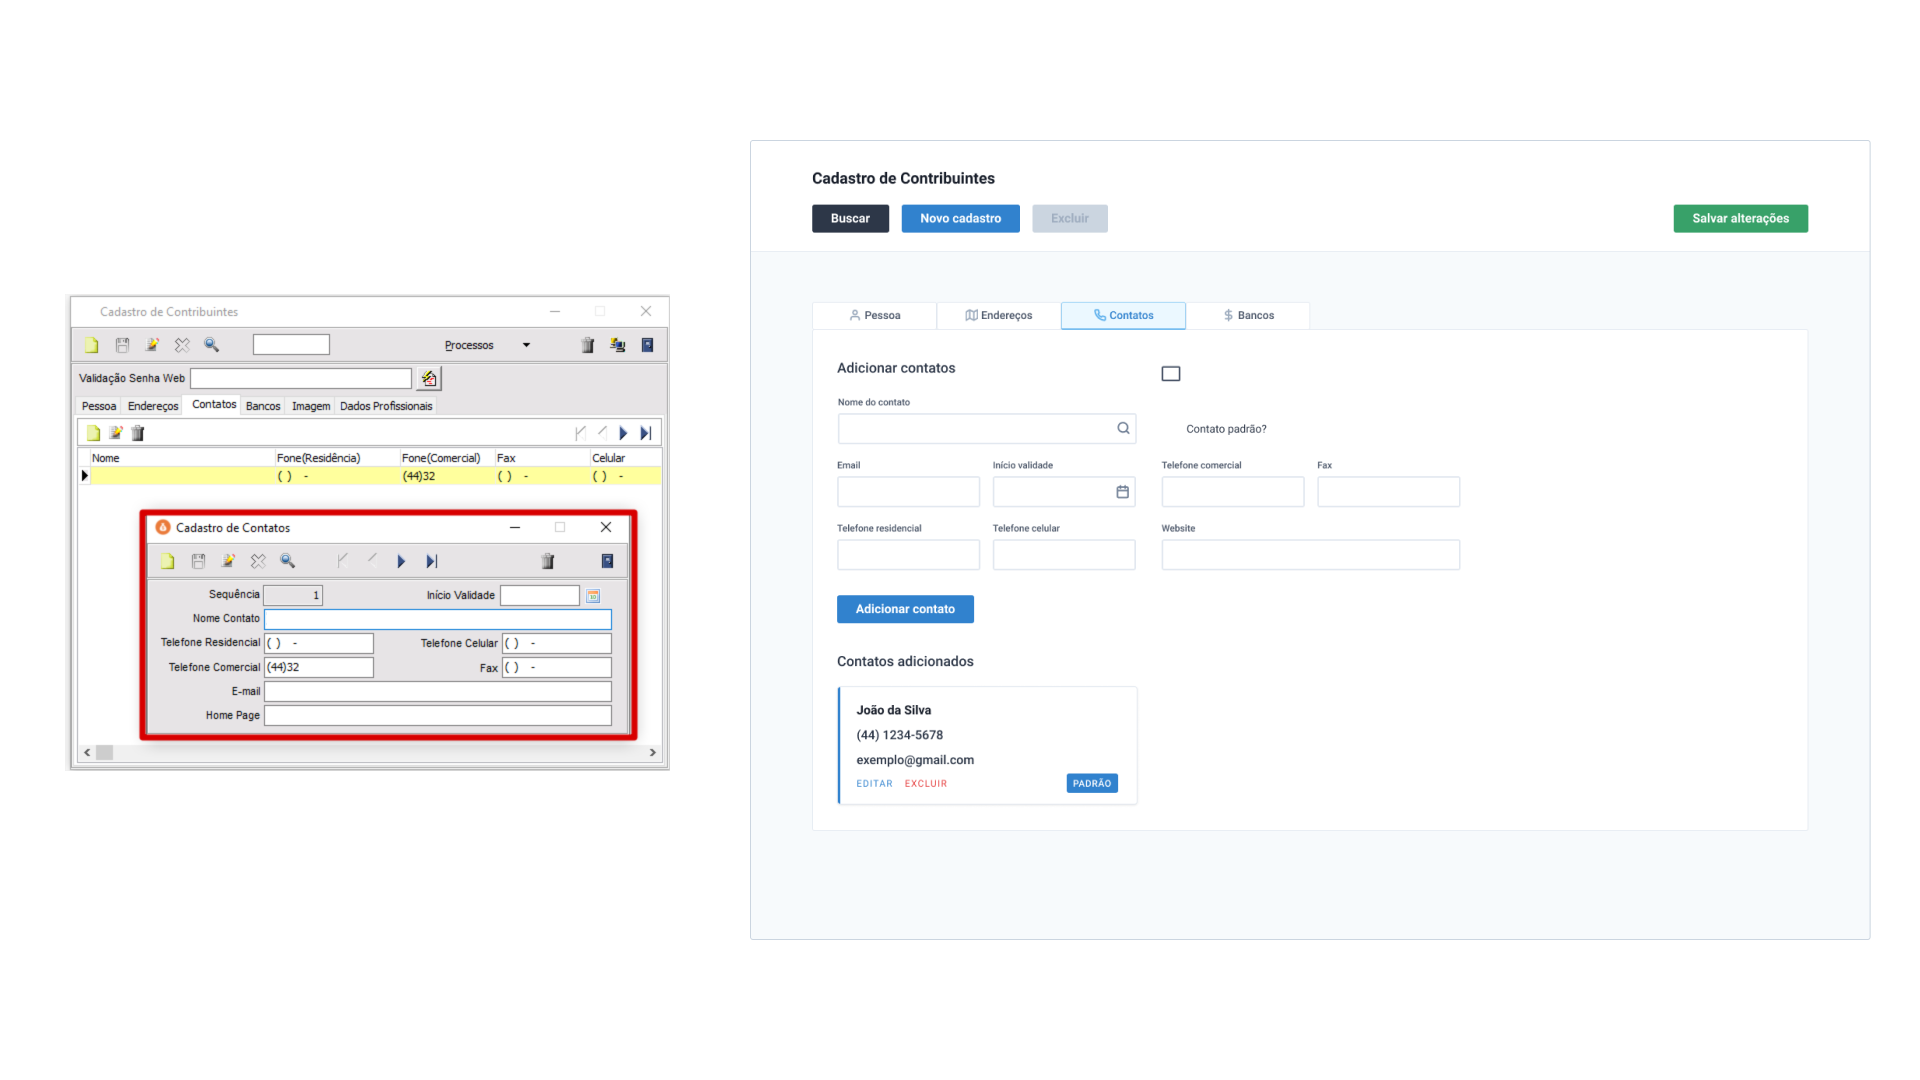 Cadastro de Contribuintes
Processos
Validação Senha Web
Pessoa Endereços Contatos Bancos Imagem Dados Profissionais
Nome Fone(Residência) Fone(Comercial) Fax Celular
( ) - (44)32 ( ) - ( ) -
Cadastro de Contatos
Sequência 1 Início Validade
Nome Contato
Telefone Residencial ( ) - Telefone Celular ( ) -
Telefone Comercial (44)32 Fax ( ) -
E-mail
Home Page
Cadastro de Contribuintes
Buscar Novo cadastro Excluir Salvar alterações
Pessoa Endereços Contatos Bancos
Adicionar contatos
Nome do contato
Contato padrão?
Email Início validade Telefone comercial Fax
Telefone residencial Telefone celular Website
Adicionar contato
Contatos adicionados
João da Silva
(44) 1234-5678
exemplo@gmail.com
EDITAR EXCLUIR PADRÃO